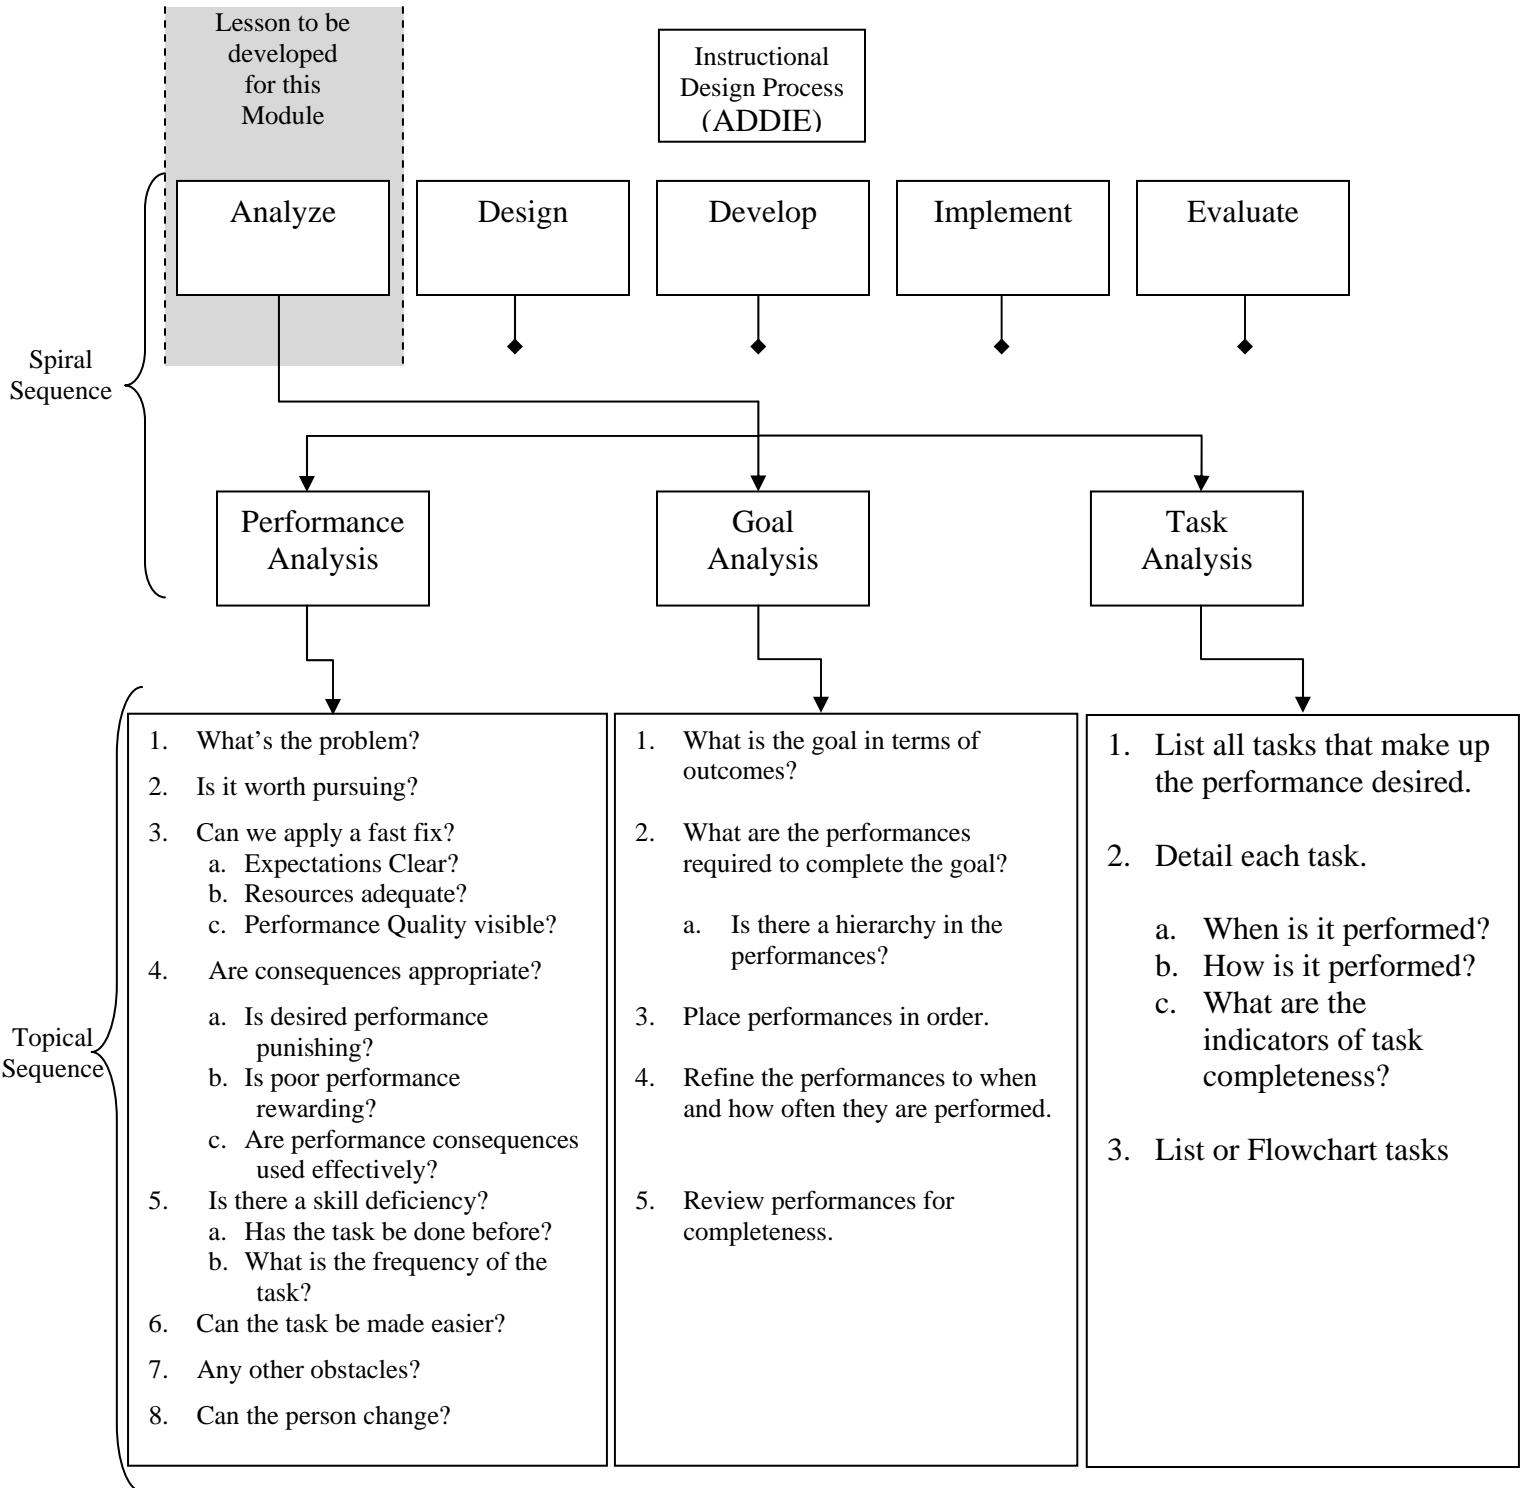 Lesson to be
developed
for this
Module
Instructional
Design Process
(ADDIE)
Analyze
Design
Develop
Implement
Evaluate
Spiral
Sequence
Performance
Analysis
Goal
Analysis
Task
Analysis
Topical
Sequence
1. What’s the problem?
2. Is it worth pursuing?
3. Can we apply a fast fix?
a. Expectations Clear?
b. Resources adequate?
c. Performance Quality visible?
4. Are consequences appropriate?
a. Is desired performance
punishing?
b. Is poor performance
rewarding?
c. Are performance consequences
used effectively?
5. Is there a skill deficiency?
a. Has the task be done before?
b. What is the frequency of the
task?
6. Can the task be made easier?
7. Any other obstacles?
8. Can the person change?
1. What is the goal in terms of
outcomes?
2. What are the performances
required to complete the goal?
a. Is there a hierarchy in the
performances?
3. Place performances in order.
4. Refine the performances to when
and how often they are performed.
5. Review performances for
completeness.
1. List all tasks that make up
the performance desired.
2. Detail each task.
a. When is it performed?
b. How is it performed?
c. What are the
indicators of task
completeness?
3. List or Flowchart tasks